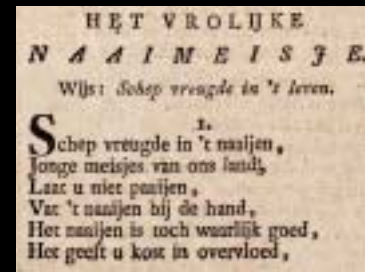 HET VROLIJKE
NAAIMEISJE.
Wijs: Schep vreugde in 't leven.
1.
Schep vreugde in 't naaijen,
Jonge meisjes van ons land;
Laat u niet paaijen,
Vat 't naaijen bij de hand,
Het naaijen is toch waarlijk goed,
Het geeft u kost in overvloed,